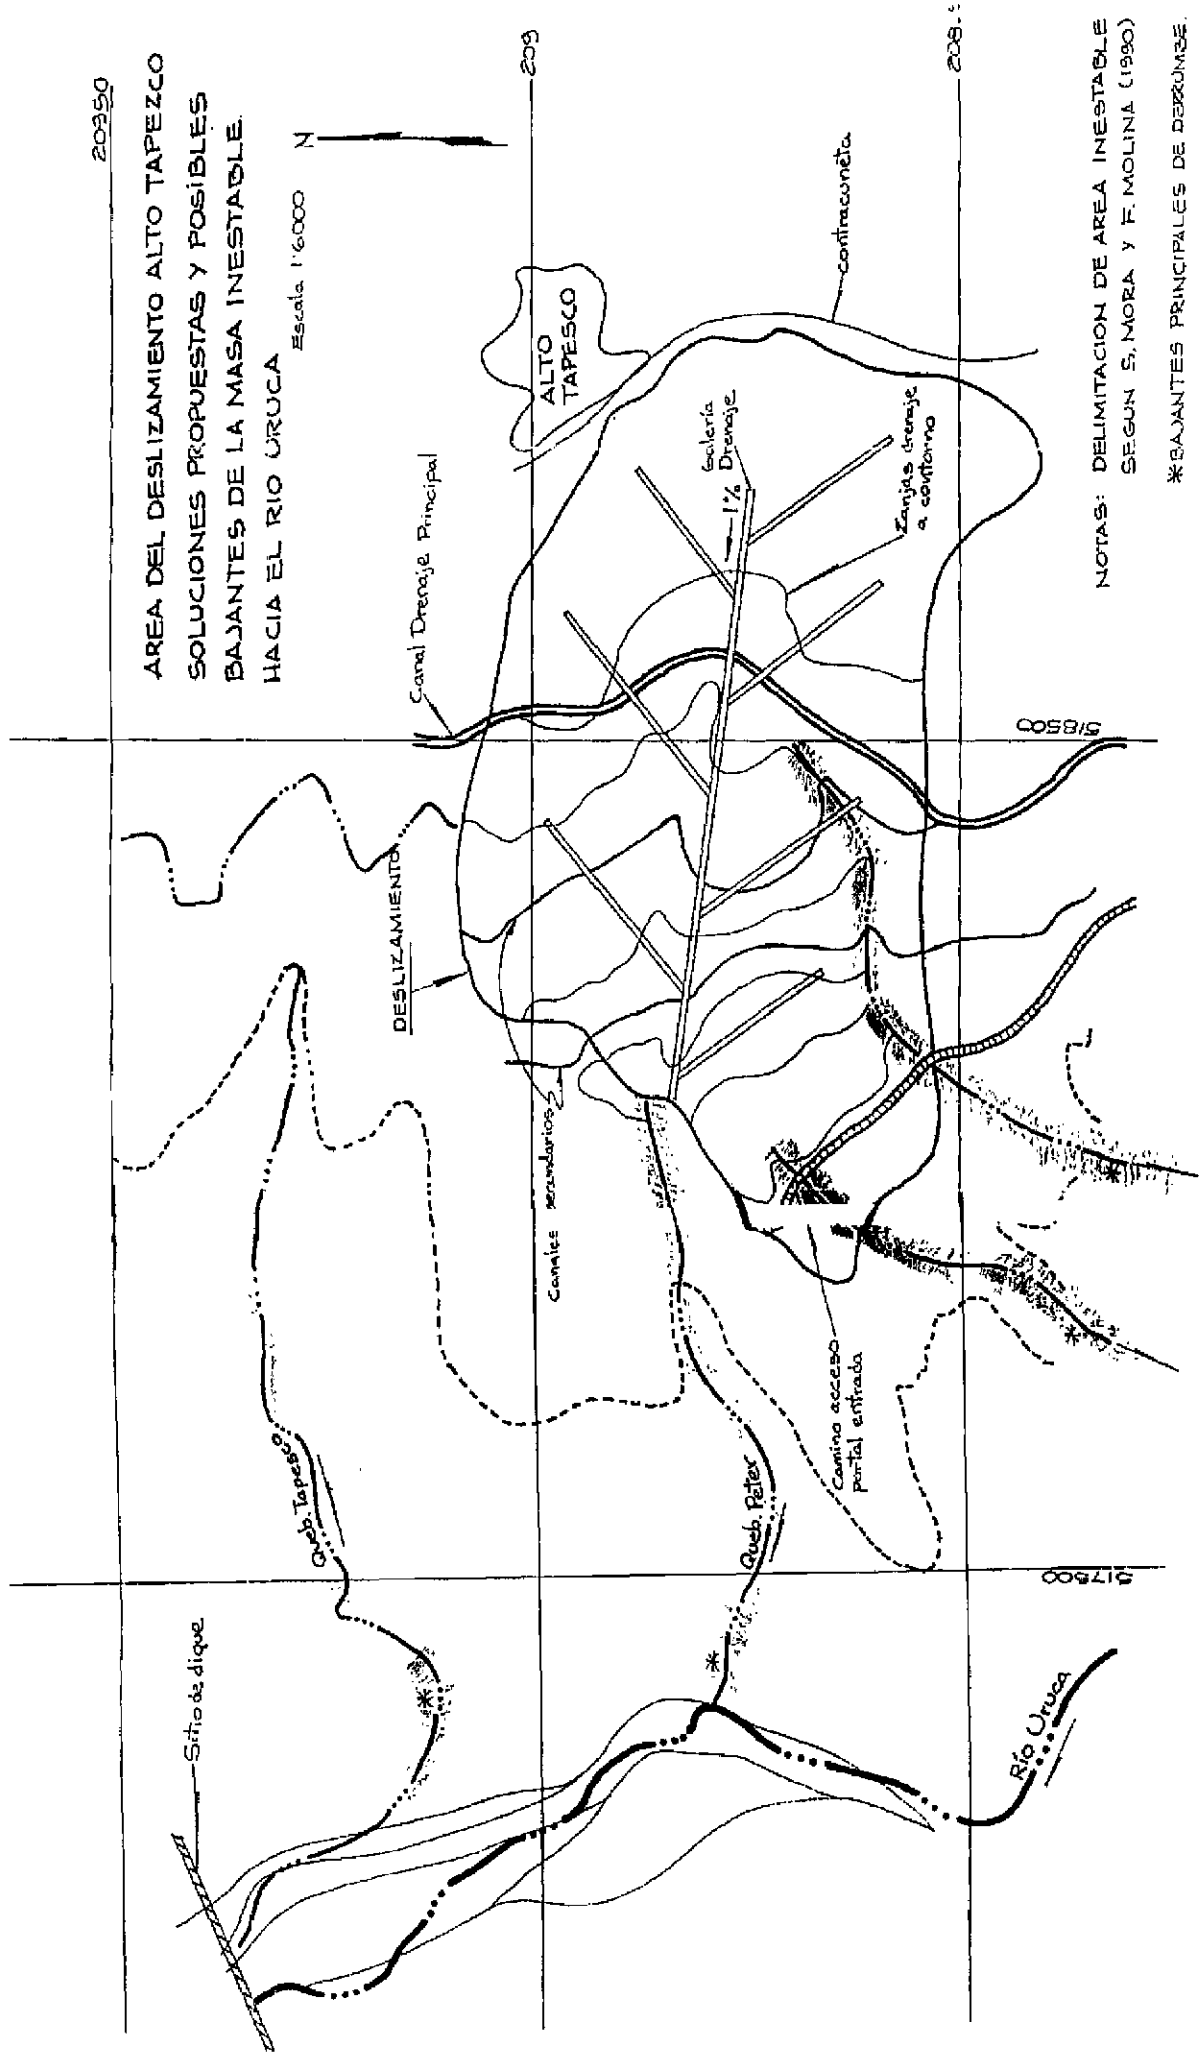 20950
AREA DEL DESLIZAMIENTO ALTO TAPEZCO
SOLUCIONES PROPUESTAS Y POSIBLES
BAJANTES DE LA MASA INESTABLE
HACIA EL RIO URUCA
Escala 1:6000
N
209
208.5
Sitio de dique
Queb. Tapesco
DESLIZAMIENTO
Canal Drenaje Principal
ALTO
TAPESCO
Canales secundarios
Galería
Drenaje
1%
contracuneta
Zanjas drenaje
a contorno
Queb. Peter
Camino acceso
portal entrada
Río Uruca
517500
518500
NOTAS: DELIMITACION DE AREA INESTABLE
SEGUN S. MORA Y F. MOLINA (1990)
*BAJANTES PRINCIPALES DE DERRUMBE.